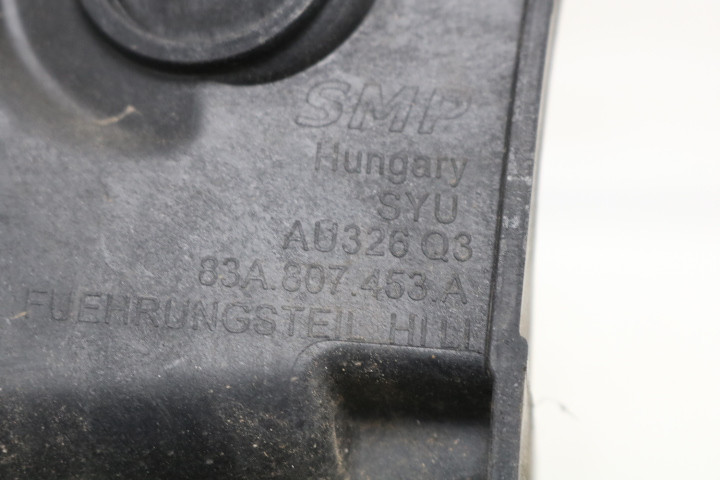 SMP
Hungary
SYU
AU326 Q3
83A.807.453.A
FUEHRUNGSTEIL HI LI